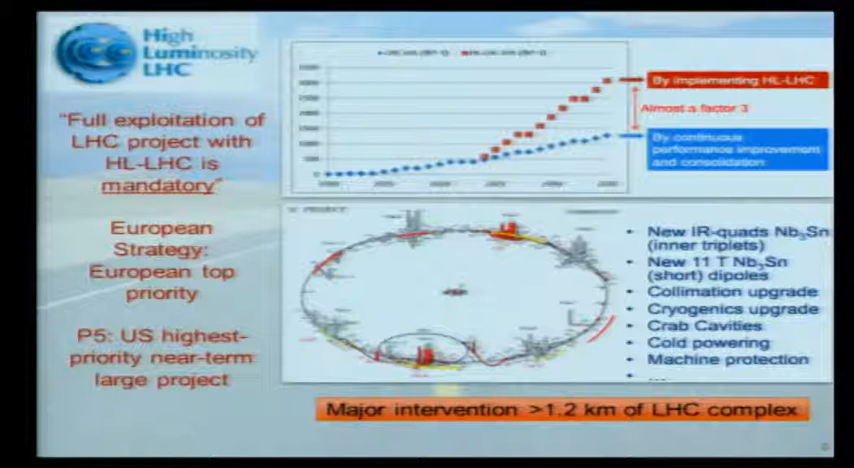 High
Luminosity
LHC
"Full exploitation of
LHC project with
HL-LHC is
mandatory"
European
Strategy:
European top
priority
P5: US highest-
priority near-term
large project
By implementing HL-LHC
Almost a factor 3
By continuous
performance improvement
and consolidation
• New IR-quads Nb₃Sn
(inner triplets)
• New 11 T Nb₃Sn
(short) dipoles
• Collimation upgrade
• Cryogenics upgrade
• Crab Cavities
• Cold powering
• Machine protection
• ...
Major intervention >1.2 km of LHC complex